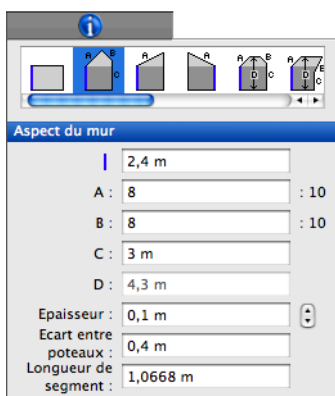 A B C
A
A
A B D C
A B D C
Aspect du mur
2,4 m
A : 8 : 10
B : 8 : 10
C : 3 m
D : 4,3 m
Epaisseur : 0,1 m
Ecart entre
poteaux : 0,4 m
Longueur de
segment : 1,0668 m